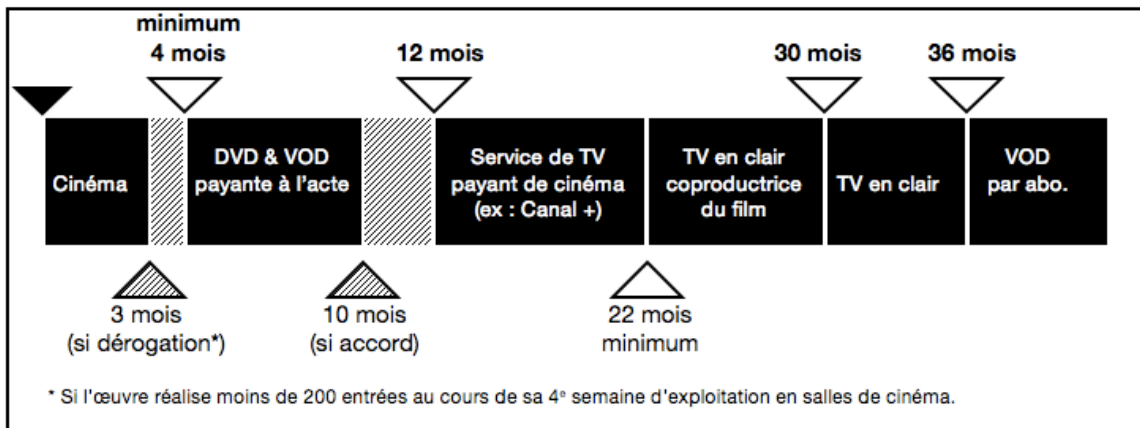 minimum
4 mois
12 mois
30 mois
36 mois
Cinéma
DVD & VOD
payante à l'acte
Service de TV
payant de cinéma
(ex : Canal +)
TV en clair
coproductrice
du film
TV en clair
VOD
par abo.
3 mois
(si dérogation*)
10 mois
(si accord)
22 mois
minimum
* Si l'œuvre réalise moins de 200 entrées au cours de sa 4e semaine d'exploitation en salles de cinéma.